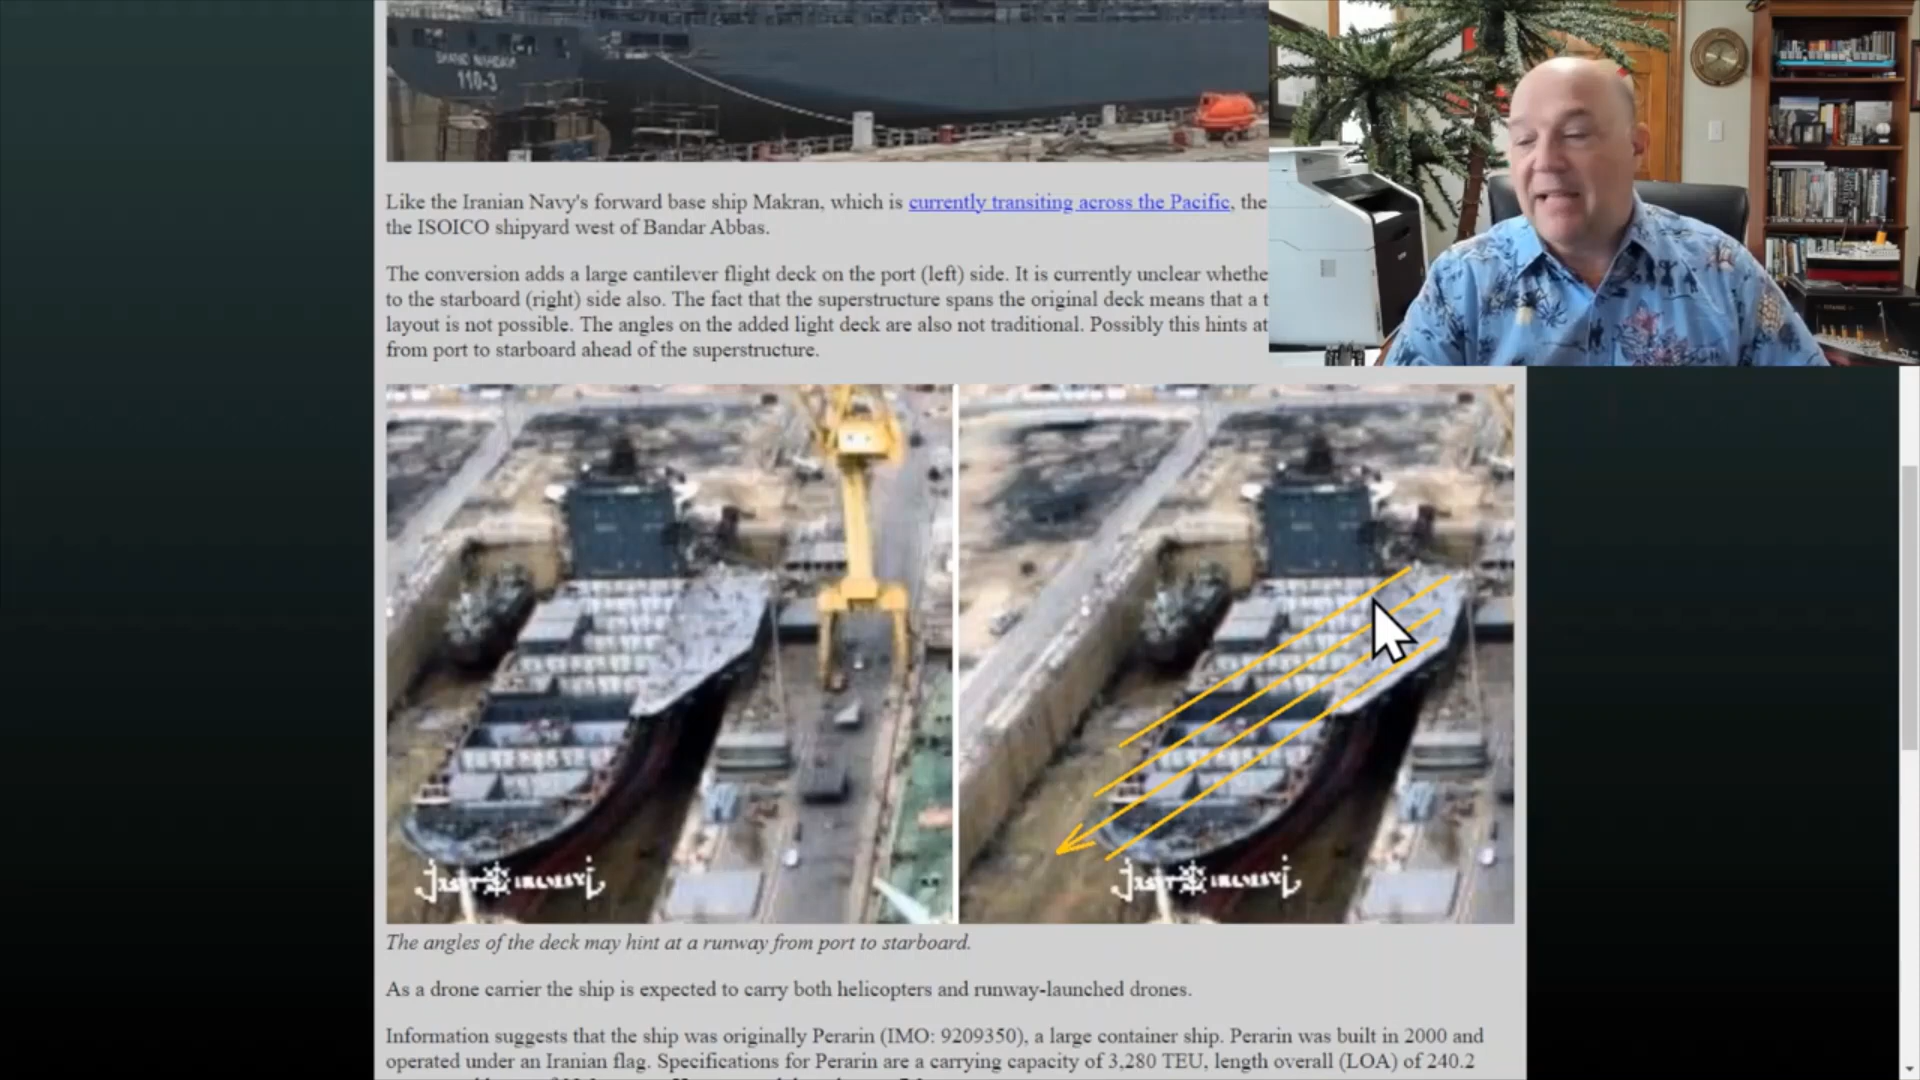 110-3
Like the Iranian Navy's forward base ship Makran, which is currently transiting across the Pacific, the
the ISOICO shipyard west of Bandar Abbas.
The conversion adds a large cantilever flight deck on the port (left) side. It is currently unclear whethe
to the starboard (right) side also. The fact that the superstructure spans the original deck means that a t
layout is not possible. The angles on the added light deck are also not traditional. Possibly this hints at
from port to starboard ahead of the superstructure.
The angles of the deck may hint at a runway from port to starboard.
As a drone carrier the ship is expected to carry both helicopters and runway-launched drones.
Information suggests that the ship was originally Perarin (IMO: 9209350), a large container ship. Perarin was built in 2000 and
operated under an Iranian flag. Specifications for Perarin are a carrying capacity of 3,280 TEU, length overall (LOA) of 240.2